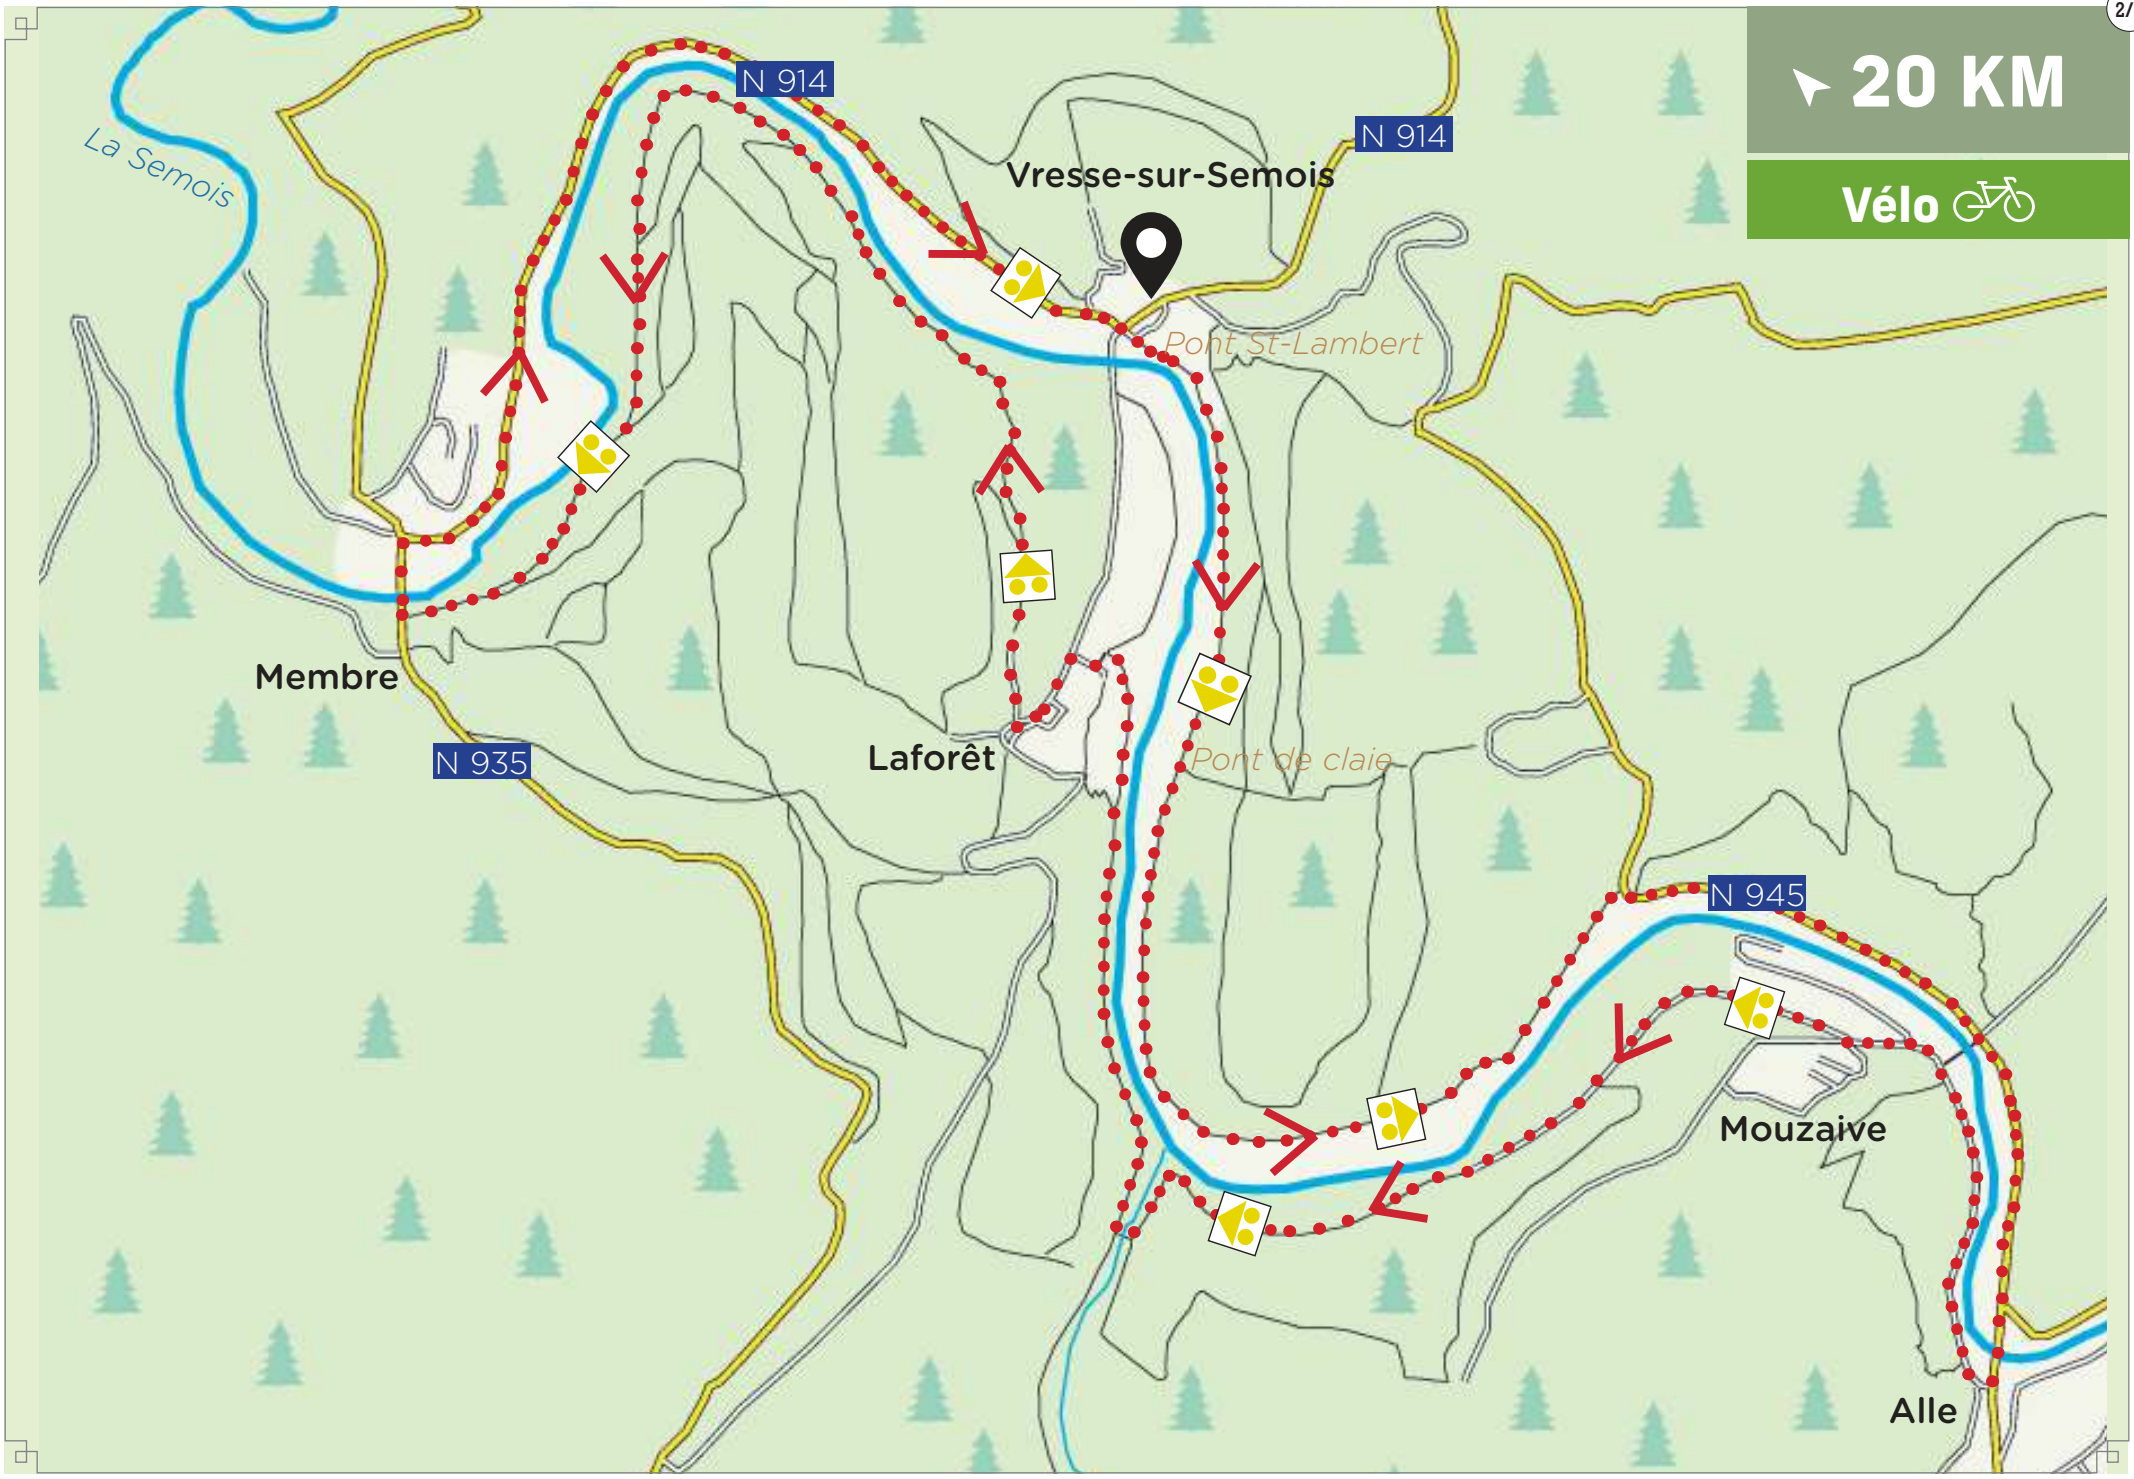 2/
20 KM
Vélo
N 914
N 914
La Semois
Vresse-sur-Semois
Pont St-Lambert
Membre
N 935
Laforêt
Pont de claie
N 945
Mouzaive
Alle